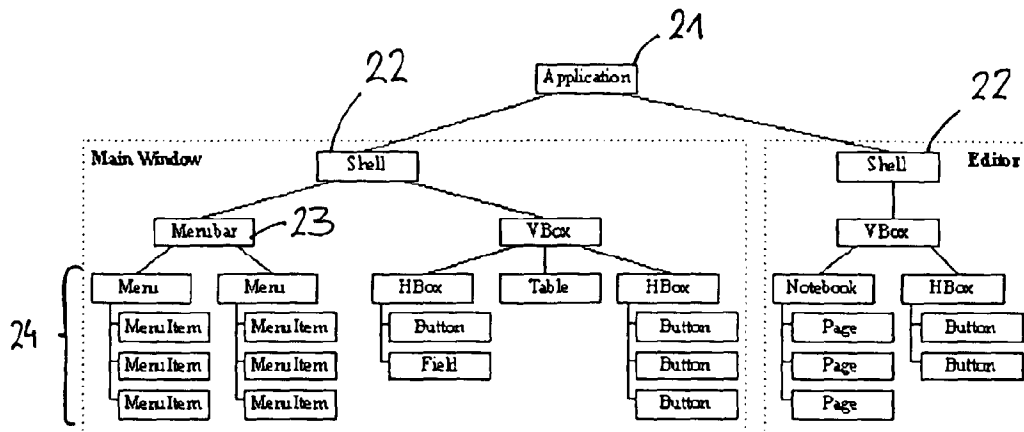 21
22
22
Application
Main Window
Shell
Shell
Editor
Menubar
23
VBox
VBox
Menu
Menu
HBox
Table
HBox
Notebook
HBox
24
MenuItem
MenuItem
Button
Button
Page
Button
MenuItem
MenuItem
Field
Button
Page
Button
MenuItem
MenuItem
Button
Page